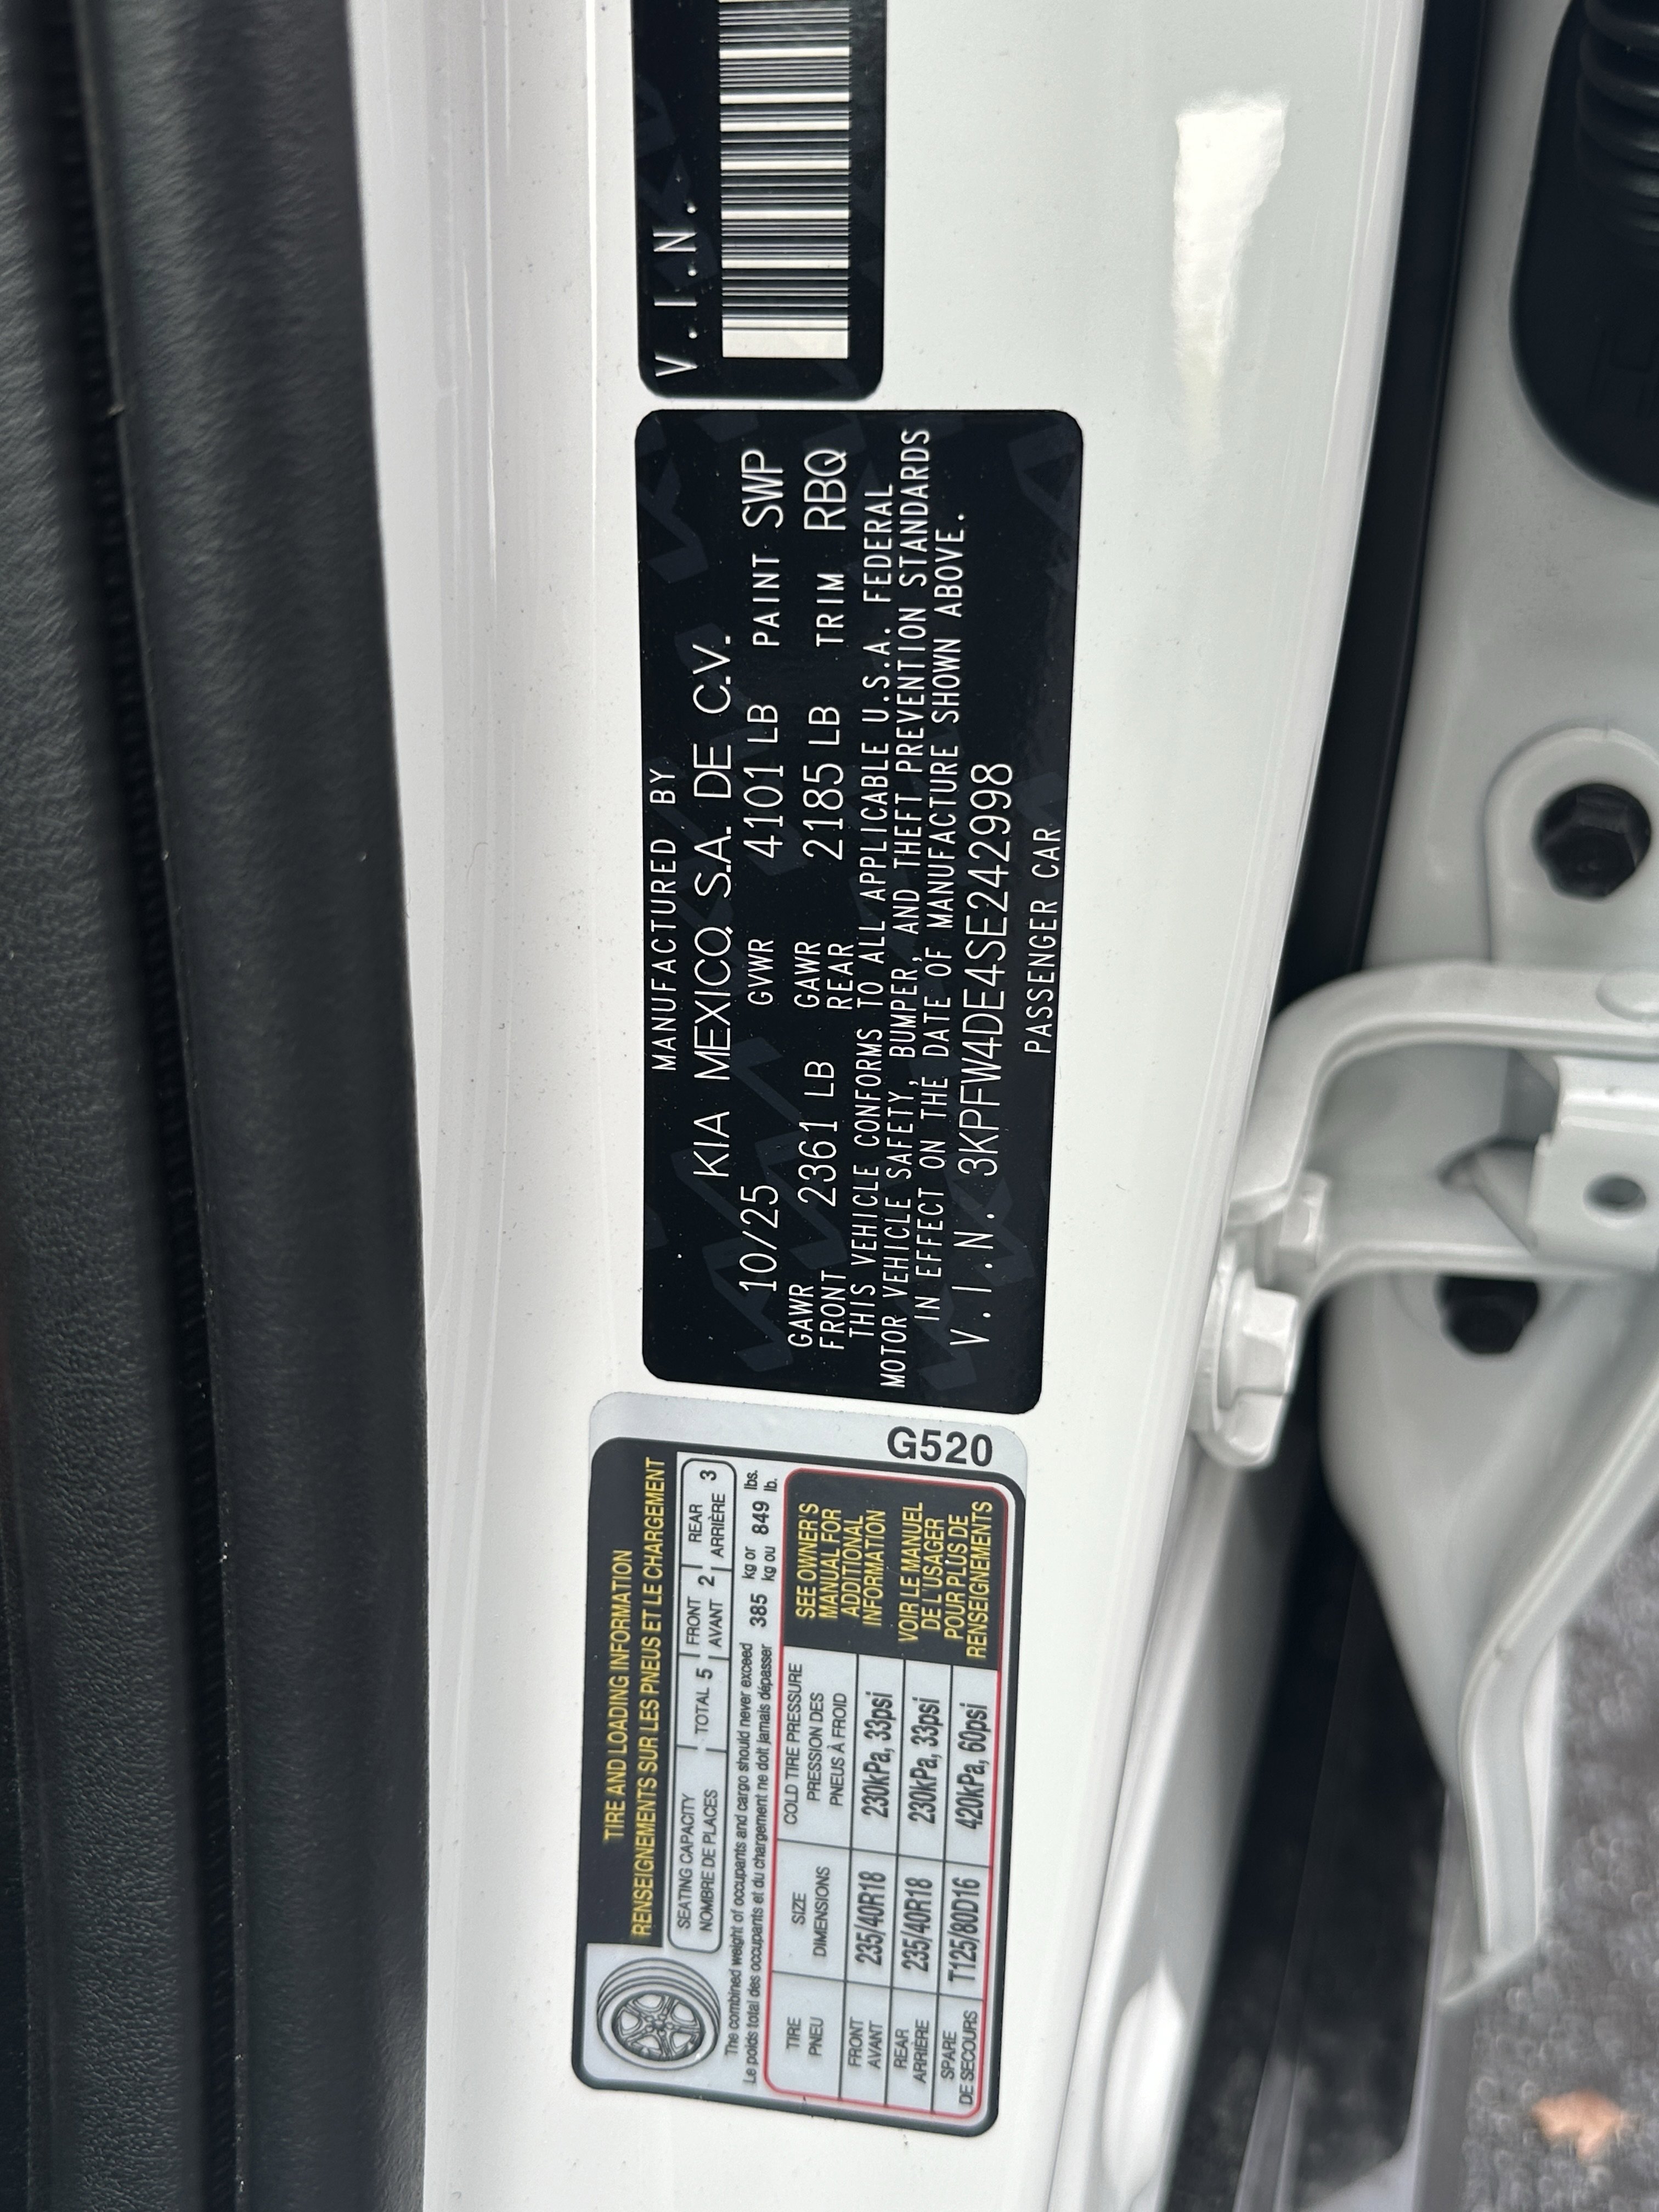 V.I.N.
MANUFACTURED BY
KIA MEXICO, S.A. DE C.V.
10/25 GVWR 4101 LB PAINT SWP
GAWR FRONT 2361 LB GAWR REAR 2185 LB TRIM RBQ
THIS VEHICLE CONFORMS TO ALL APPLICABLE U.S.A. FEDERAL
MOTOR VEHICLE SAFETY, BUMPER, AND THEFT PREVENTION STANDARDS
IN EFFECT ON THE DATE OF MANUFACTURE SHOWN ABOVE.
V.I.N. 3KPFW4DE4SE242998
PASSENGER CAR
G520
TIRE AND LOADING INFORMATION
RENSEIGNEMENTS SUR LES PNEUS ET LE CHARGEMENT
SEATING CAPACITY
NOMBRE DE PLACES
TOTAL 5
FRONT
AVANT 2
REAR
ARRIÈRE 3
The combined weight of occupants and cargo should never exceed 385 kg or 849 lbs.
Le poids total des occupants et du chargement ne doit jamais dépasser kg ou lb.
TIRE
PNEU
SIZE
DIMENSIONS
COLD TIRE PRESSURE
PRESSION DES
PNEUS À FROID
FRONT
AVANT
235/40R18
230kPa, 33psi
REAR
ARRIÈRE
235/40R18
230kPa, 33psi
SPARE
DE SECOURS
T125/80D16
420kPa, 60psi
SEE OWNER'S
MANUAL FOR
ADDITIONAL
INFORMATION
VOIR LE MANUEL
DE L'USAGER
POUR PLUS DE
RENSEIGNEMENTS